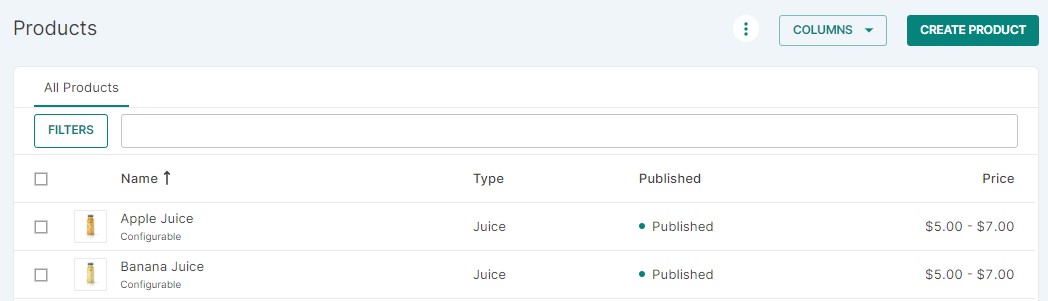 Products
COLUMNS
CREATE PRODUCT
All Products
FILTERS
Name Type Published Price
Apple Juice
Configurable
Juice Published $5.00 - $7.00
Banana Juice
Configurable
Juice Published $5.00 - $7.00